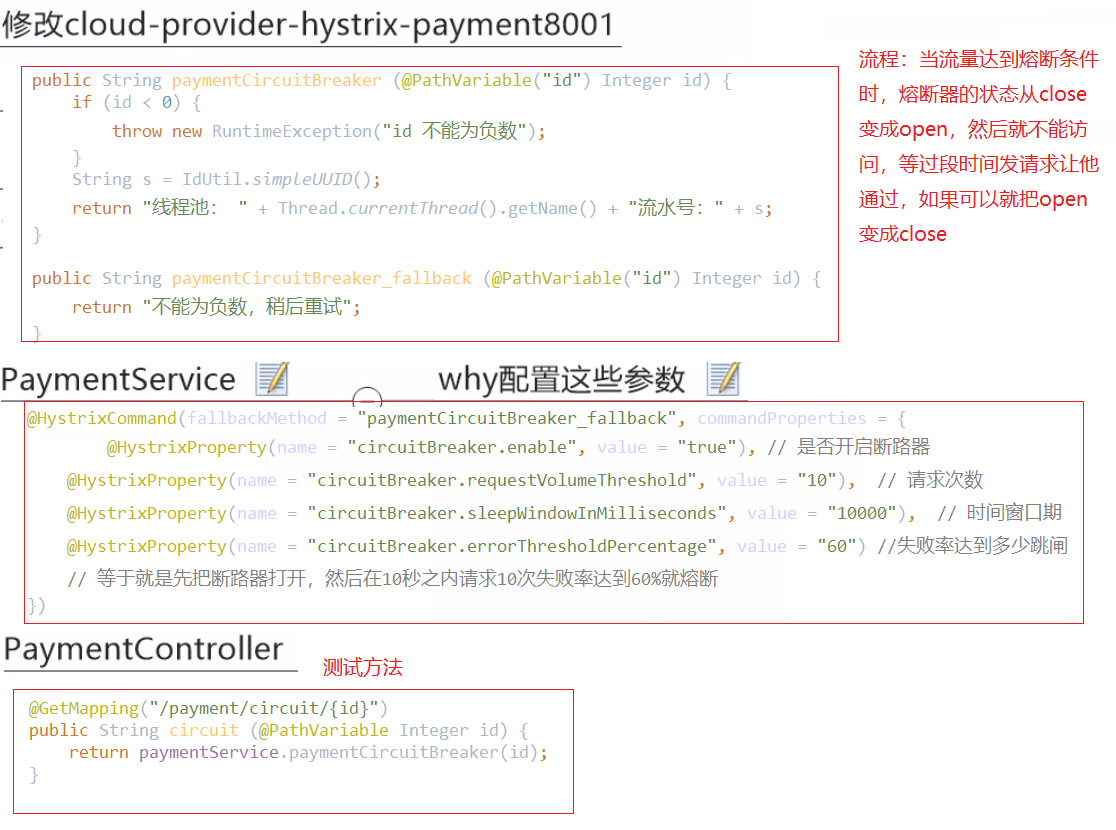 修改cloud-provider-hystrix-payment8001
public String paymentCircuitBreaker (@PathVariable("id") Integer id) {
if (id < 0) {
throw new RuntimeException("id 不能为负数");
}
String s = IdUtil.simpleUUID();
return "线程池： " + Thread.currentThread().getName() + "流水号：" + s;
}
public String paymentCircuitBreaker_fallback (@PathVariable("id") Integer id) {
return "不能为负数，稍后重试";
}
流程：当流量达到熔断条件
时，熔断器的状态从close
变成open，然后就不能访
问，等过段时间发请求让他
通过，如果可以就把open
变成close
PaymentService
why配置这些参数
@HystrixCommand(fallbackMethod = "paymentCircuitBreaker_fallback", commandProperties = {
@HystrixProperty(name = "circuitBreaker.enable", value = "true"), // 是否开启断路器
@HystrixProperty(name = "circuitBreaker.requestVolumeThreshold", value = "10"), // 请求次数
@HystrixProperty(name = "circuitBreaker.sleepWindowInMilliseconds", value = "10000"), // 时间窗口期
@HystrixProperty(name = "circuitBreaker.errorThresholdPercentage", value = "60") //失败率达到多少跳闸
// 等于就是先把断路器打开，然后在10秒之内请求10次失败率达到60%就熔断
})
PaymentController
测试方法
@GetMapping("/payment/circuit/{id}")
public String circuit (@PathVariable Integer id) {
return paymentService.paymentCircuitBreaker(id);
}